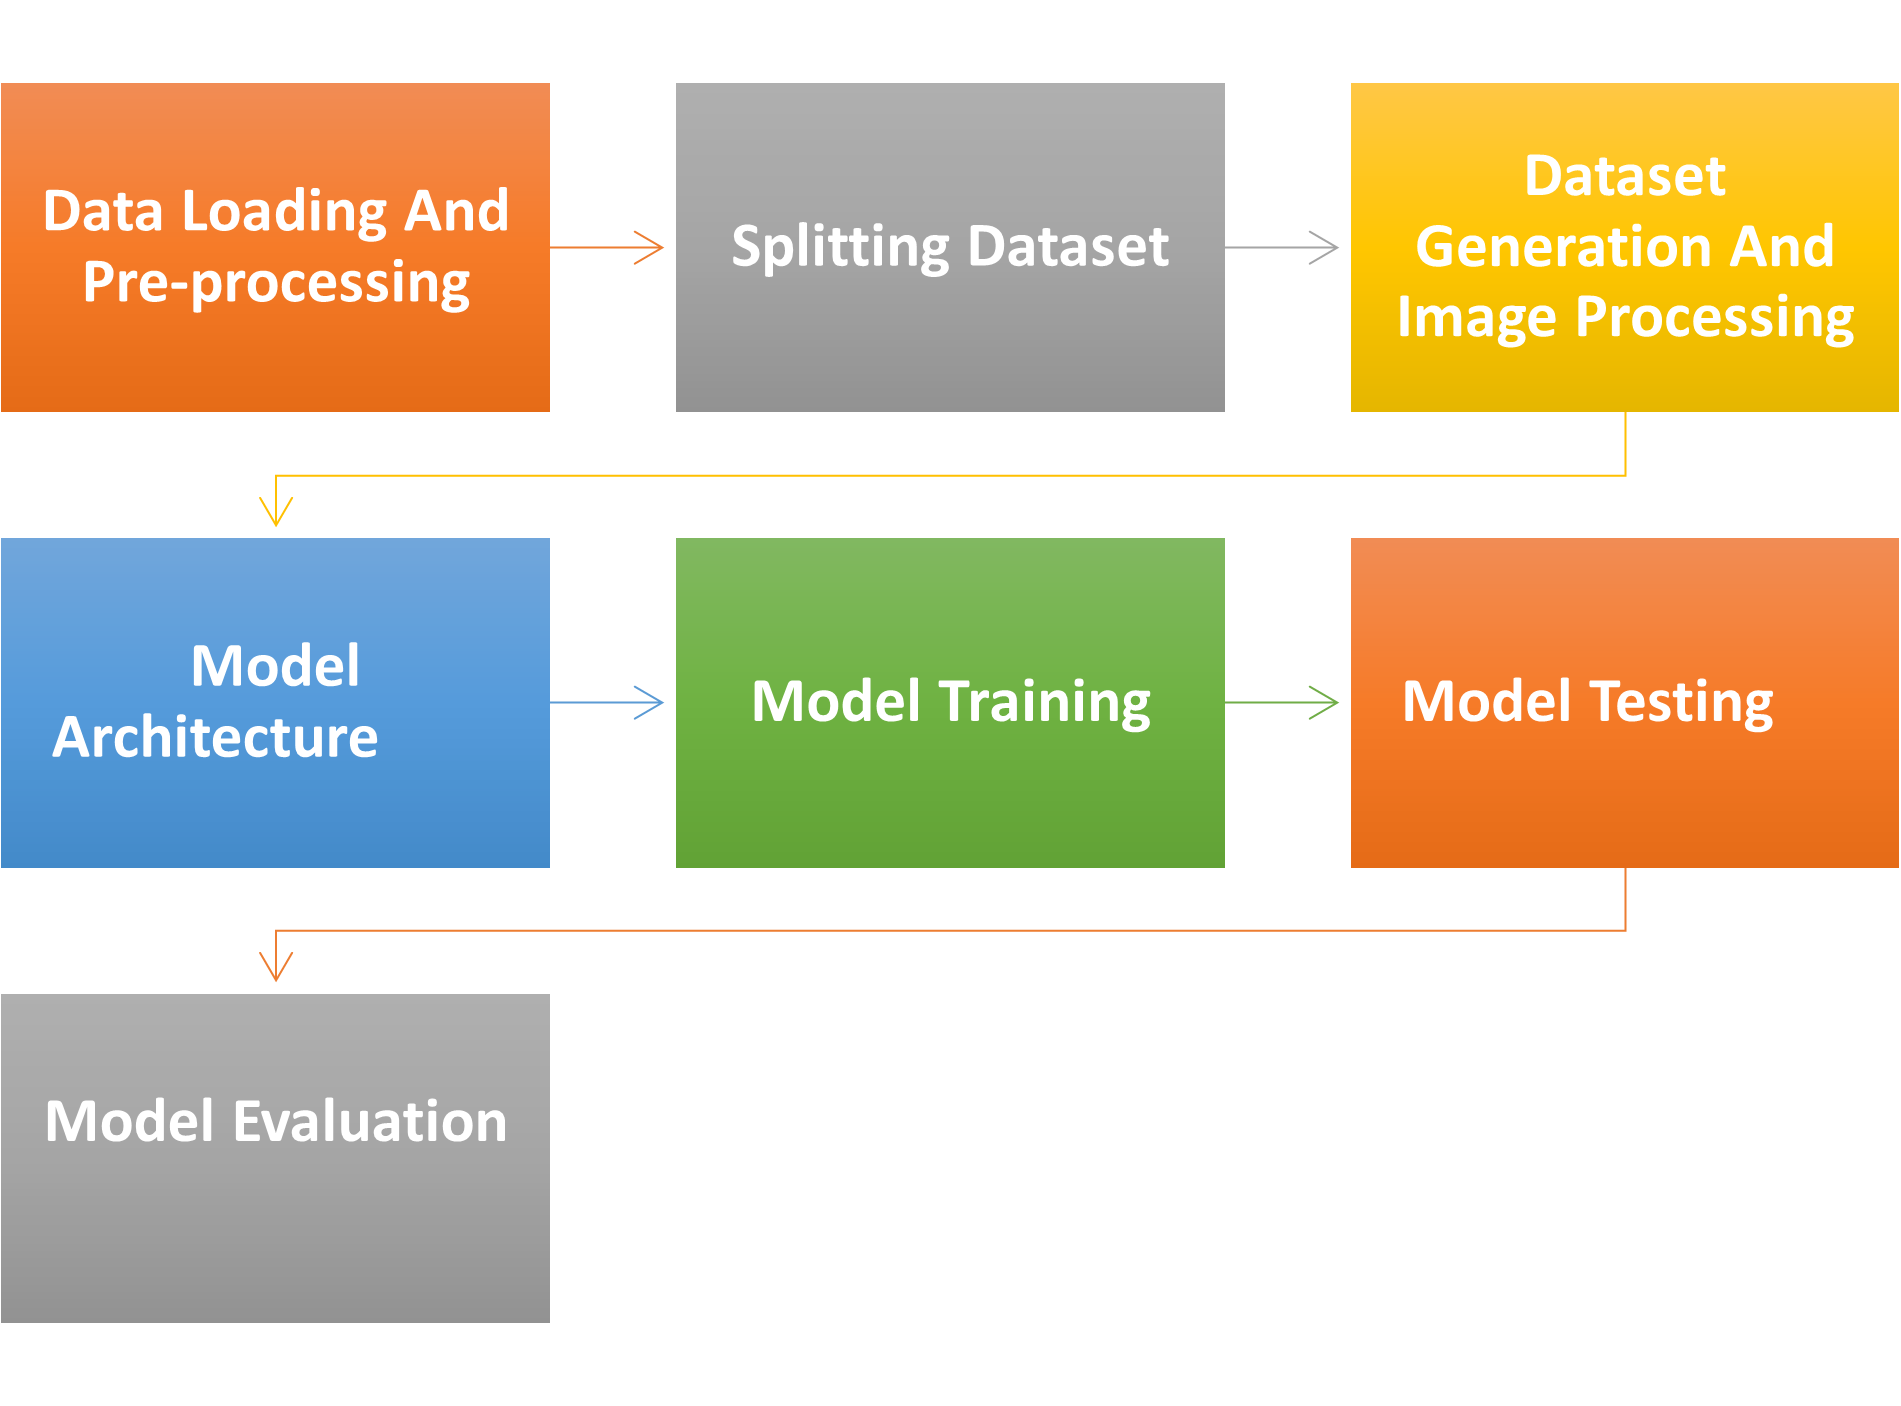 Data Loading And
Pre-processing
Splitting Dataset
Dataset
Generation And
Image Processing
Model
Architecture
Model Training
Model Testing
Model Evaluation